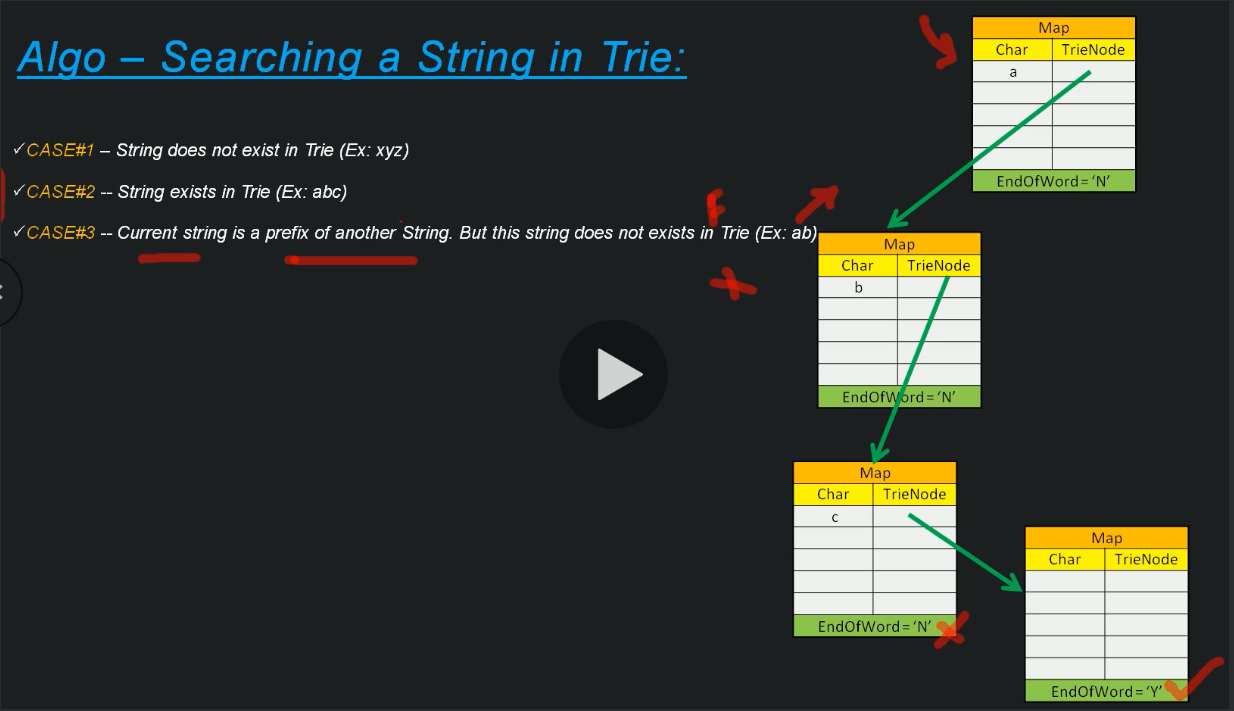 Algo – Searching a String in Trie:
✓CASE#1 – String does not exist in Trie (Ex: xyz)
✓CASE#2 -- String exists in Trie (Ex: abc)
✓CASE#3 -- Current string is a prefix of another String. But this string does not exists in Trie (Ex: ab)
F
Map
Char TrieNode
a
EndOfWord = ‘N’
Map
Char TrieNode
b
EndOfWord = ‘N’
Map
Char TrieNode
c
EndOfWord = ‘N’
Map
Char TrieNode
EndOfWord = ‘Y’